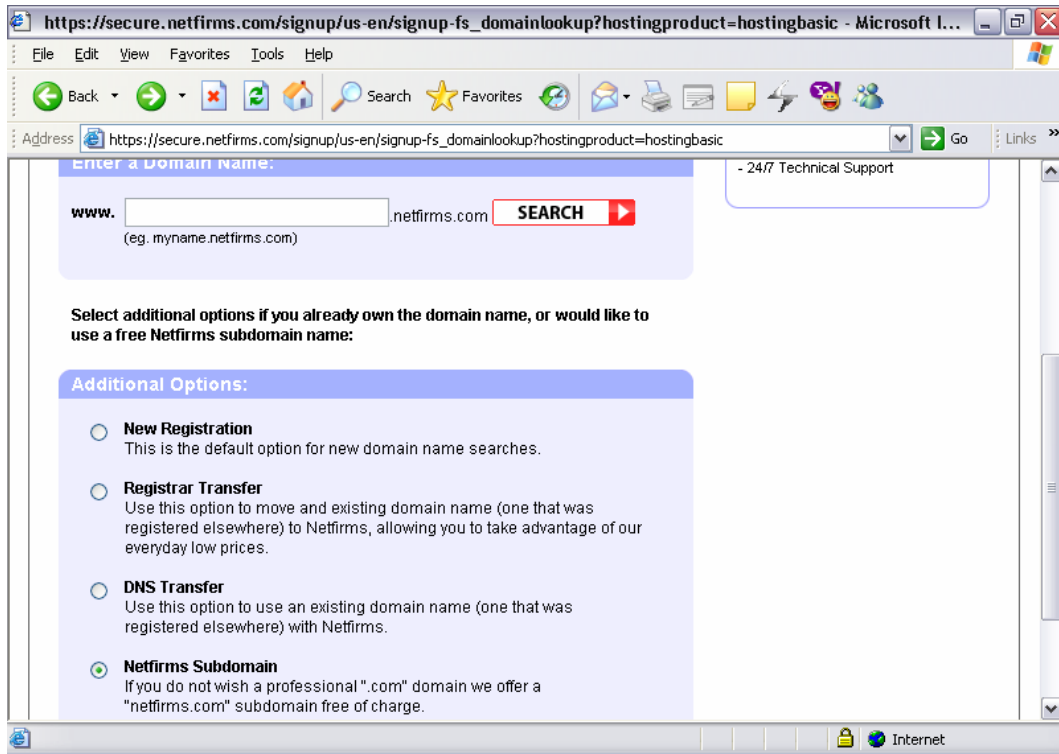 https://secure.netfirms.com/signup/us-en/signup-fs_domainlookup?hostingproduct=hostingbasic - Microsoft I...
File Edit View Favorites Tools Help
Back Search Favorites
Address https://secure.netfirms.com/signup/us-en/signup-fs_domainlookup?hostingproduct=hostingbasic Go Links »
Enter a Domain Name:
- 24/7 Technical Support
www. .netfirms.com SEARCH
(eg. myname.netfirms.com)
Select additional options if you already own the domain name, or would like to
use a free Netfirms subdomain name:
Additional Options:
New Registration
This is the default option for new domain name searches.
Registrar Transfer
Use this option to move and existing domain name (one that was
registered elsewhere) to Netfirms, allowing you to take advantage of our
everyday low prices.
DNS Transfer
Use this option to use an existing domain name (one that was
registered elsewhere) with Netfirms.
Netfirms Subdomain
If you do not wish a professional ".com" domain we offer a
"netfirms.com" subdomain free of charge.
Internet